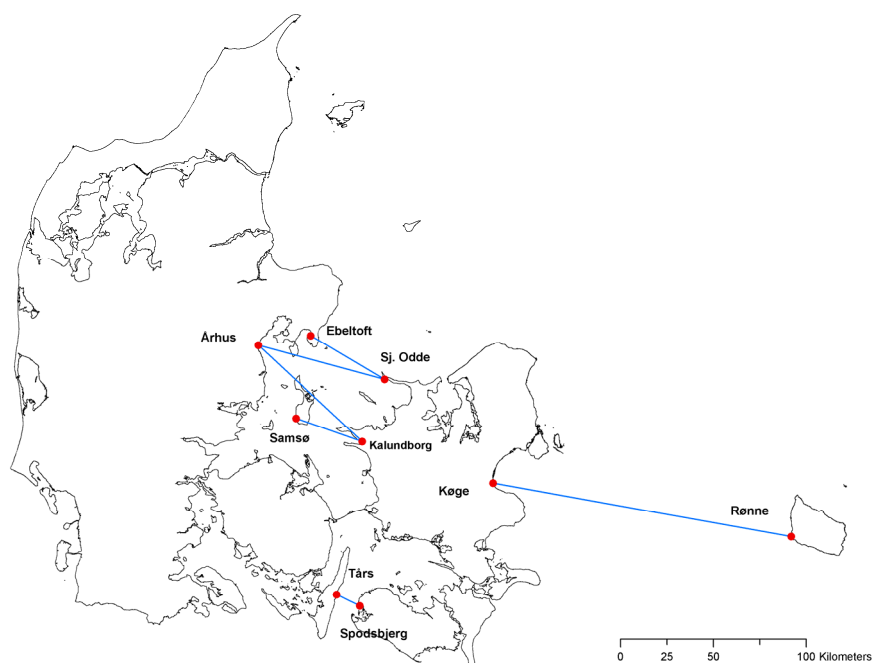 Ebeltoft
Århus
Sj. Odde
Samsø
Kalundborg
Køge
Rønne
Tårs
Spodsbjerg
0 25 50 100 Kilometers